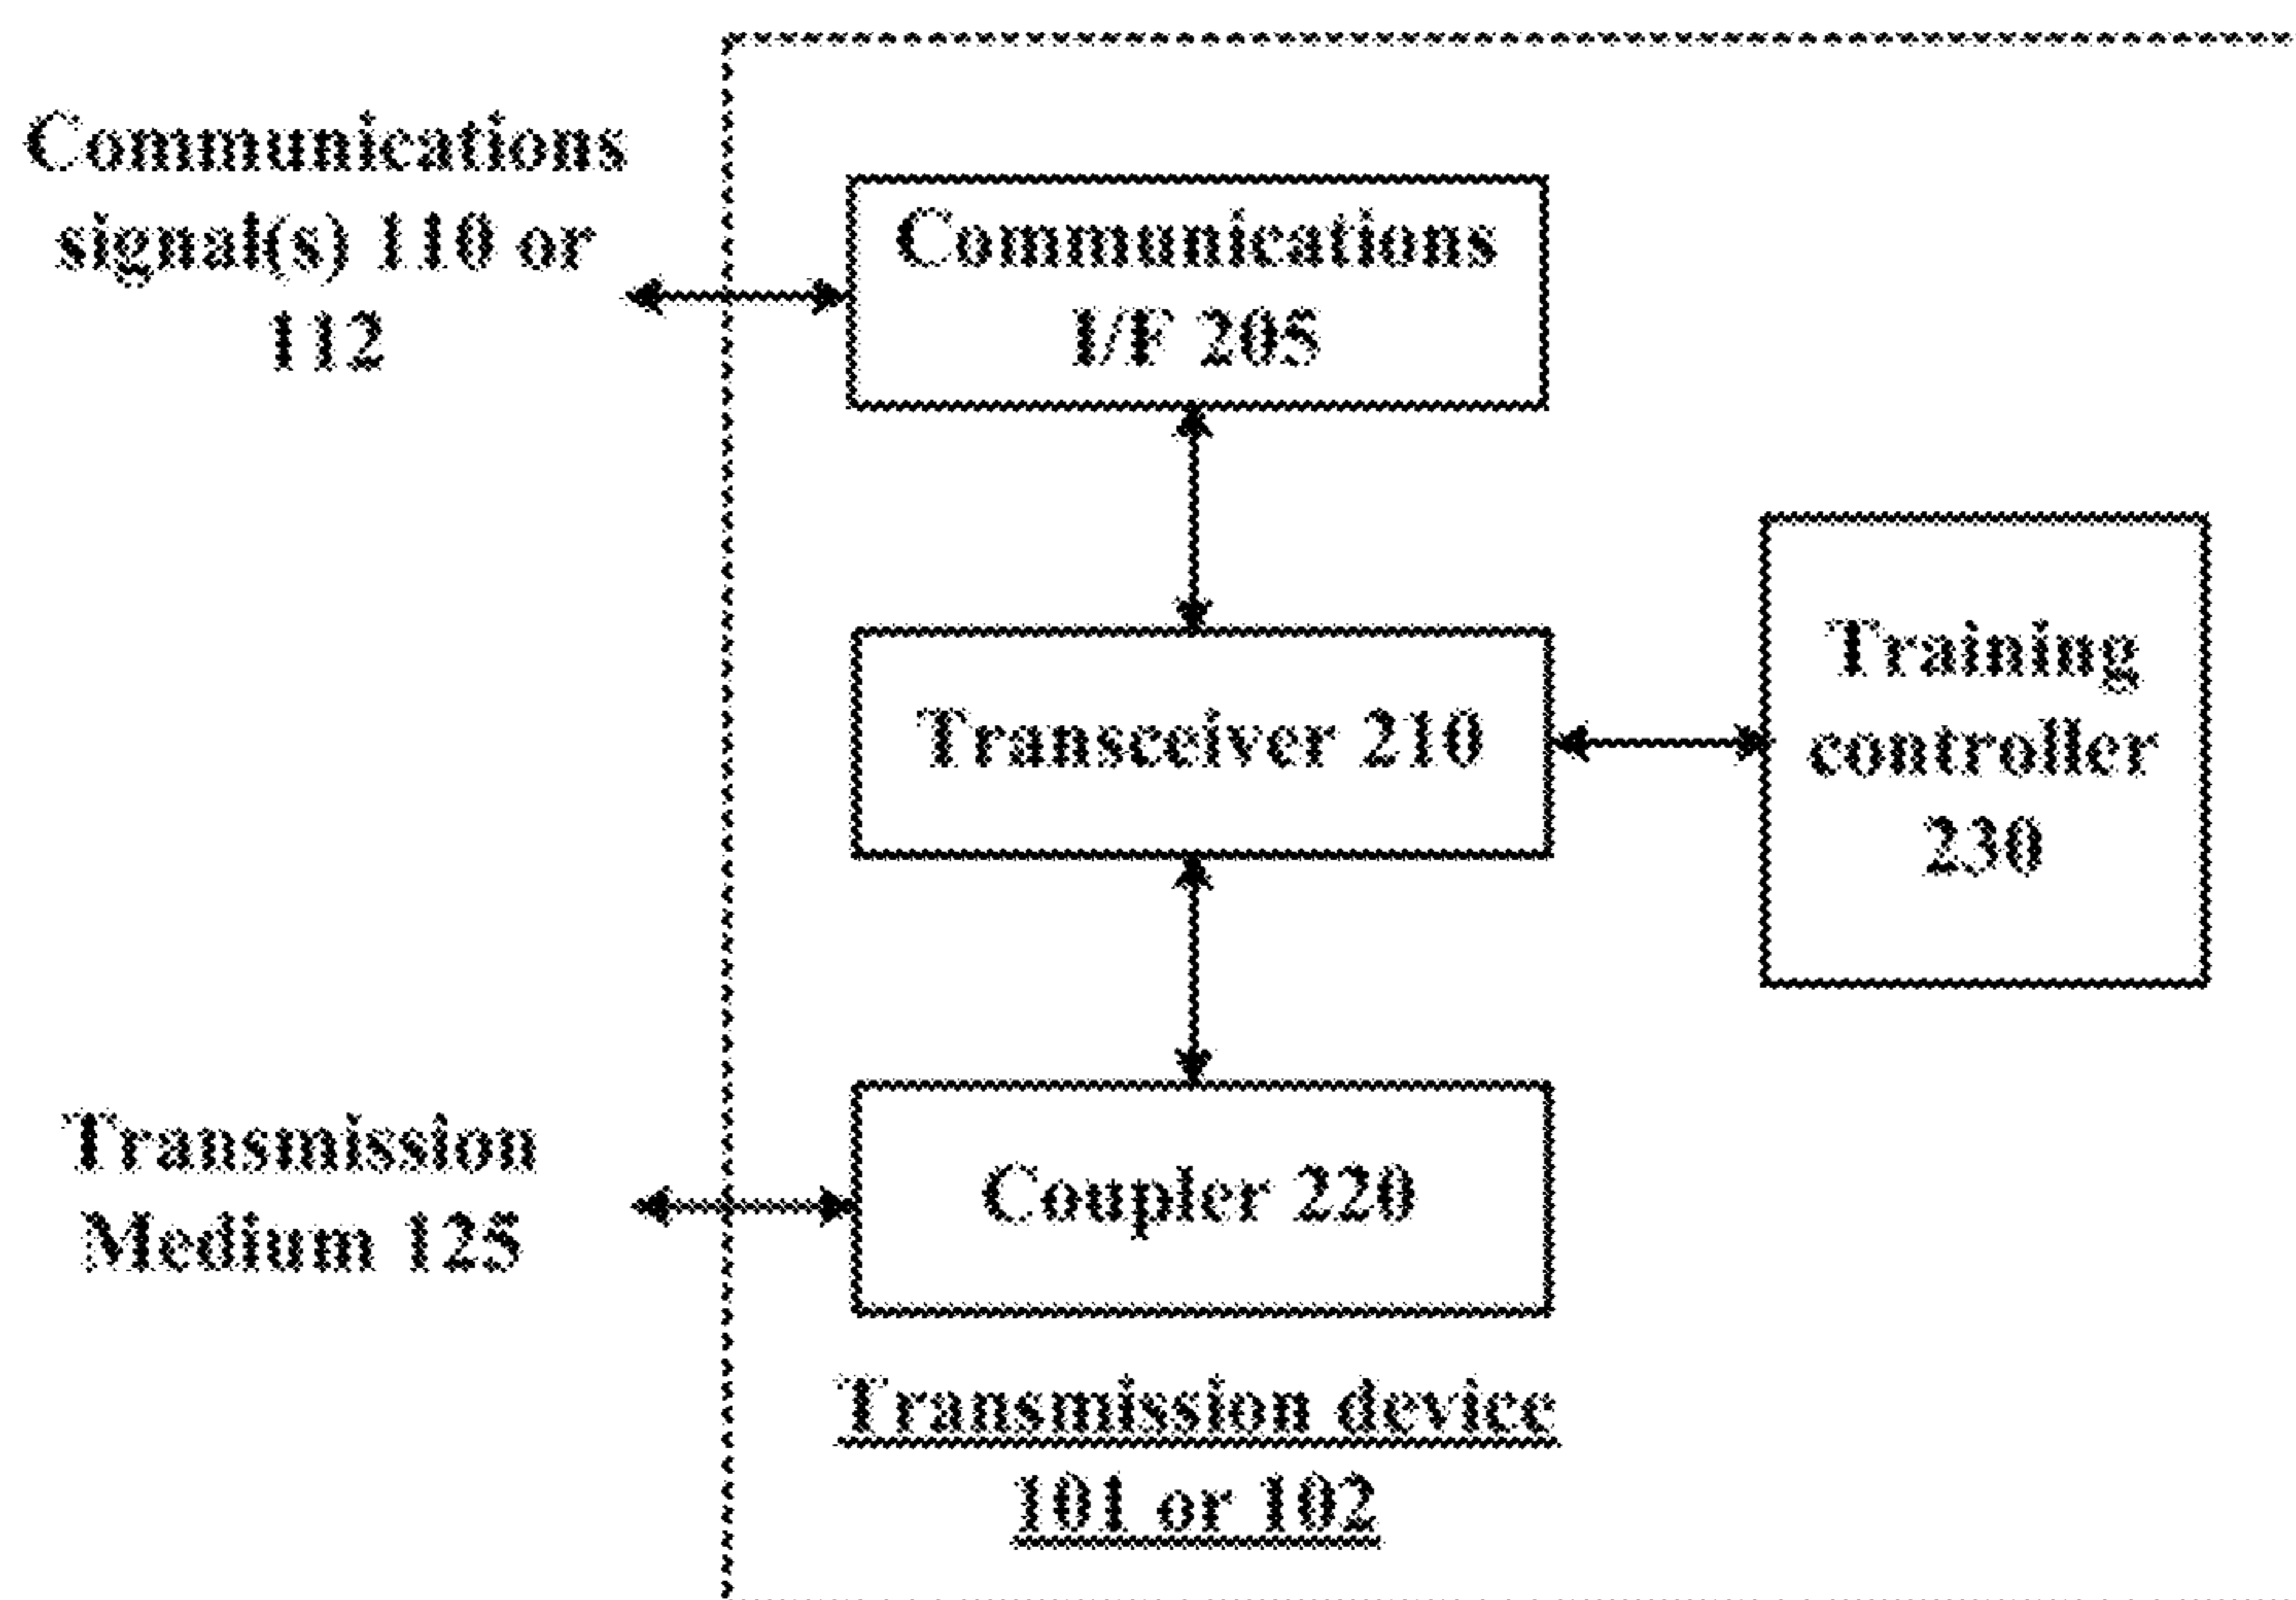 Communications
signal(s) 110 or
112
Communications
I/F 205
Transceiver 210
Training
controller
230
Transmission
Medium 125
Coupler 220
Transmission device
101 or 102